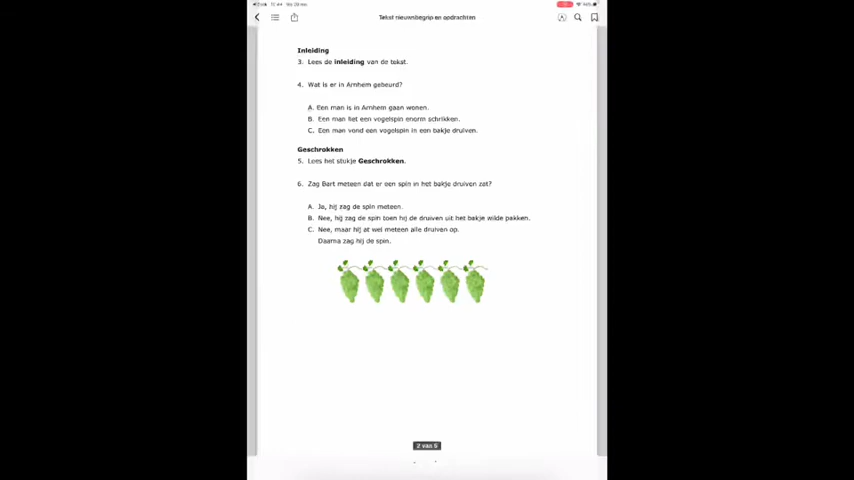 Tekst nieuwsbegrip en opdrachten
Inleiding
3. Lees de inleiding van de tekst.
4. Wat is er in Arnhem gebeurd?
A. Een man is in Arnhem gaan wonen.
B. Een man liet een vogelspin enorm schrikken.
C. Een man vond een vogelspin in een bakje druiven.
Geschrokken
5. Lees het stukje Geschrokken.
6. Zag Bart meteen dat er een spin in het bakje druiven zat?
A. Ja, hij zag de spin meteen.
B. Nee, hij zag de spin toen hij de druiven uit het bakje wilde pakken.
C. Nee, maar hij at wel meteen alle druiven op.
Daarna zag hij de spin.
2 van 5